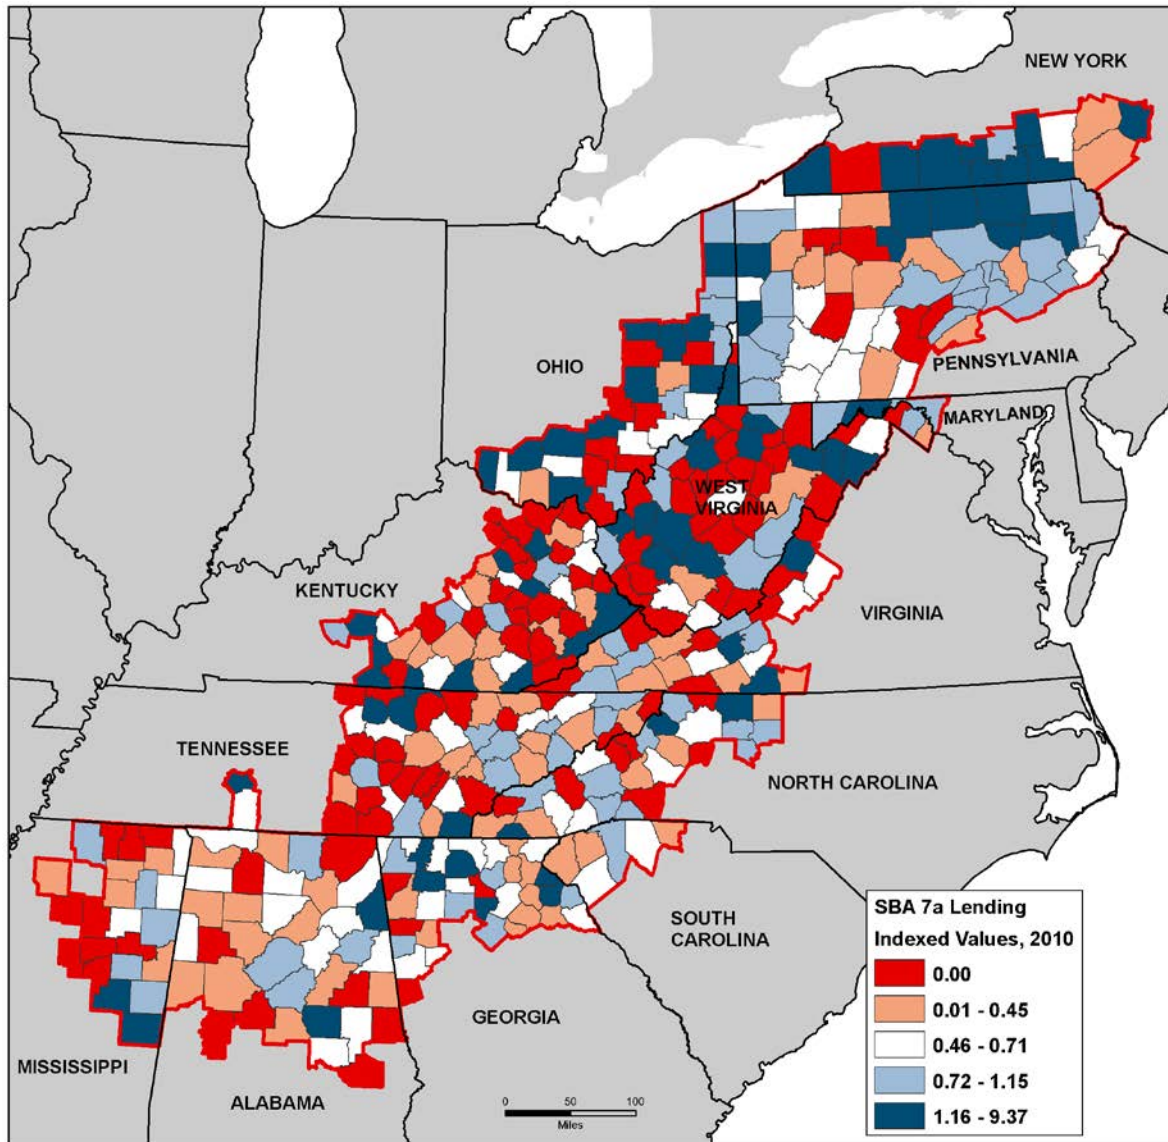 NEW YORK
PENNSYLVANIA
OHIO
MARYLAND
WEST
VIRGINIA
KENTUCKY
VIRGINIA
TENNESSEE
NORTH CAROLINA
SOUTH
CAROLINA
GEORGIA
MISSISSIPPI
ALABAMA
0 50 100
Miles
SBA 7a Lending
Indexed Values, 2010
0.00
0.01 - 0.45
0.46 - 0.71
0.72 - 1.15
1.16 - 9.37